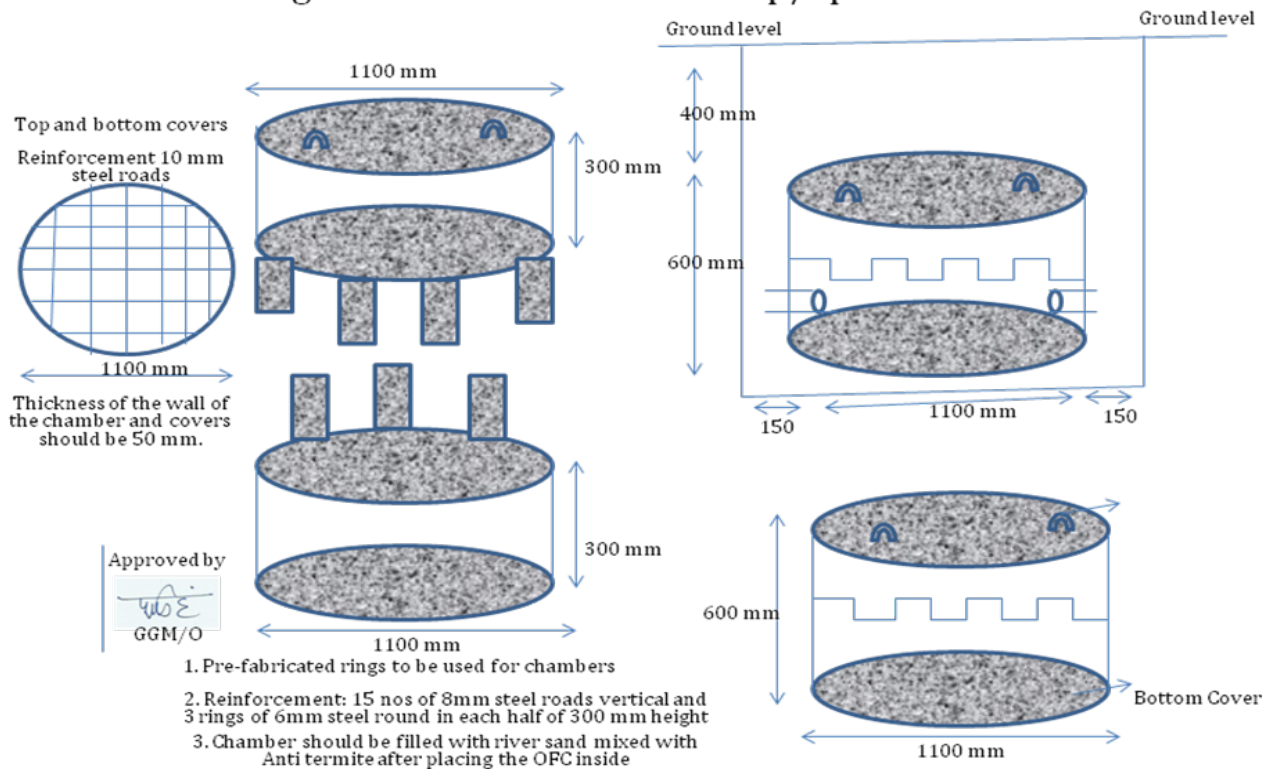 Ground level
Ground level
1100 mm
400 mm
Top and bottom covers
Reinforcement 10 mm
steel roads
300 mm
600 mm
1100 mm
Thickness of the wall of
the chamber and covers
should be 50 mm.
1100 mm
150
150
Approved by
GGM/O
300 mm
600 mm
1100 mm
Bottom Cover
1100 mm
1. Pre-fabricated rings to be used for chambers
2. Reinforcement: 15 nos of 8mm steel roads vertical and
3 rings of 6mm steel round in each half of 300 mm height
3. Chamber should be filled with river sand mixed with
Anti termite after placing the OFC inside